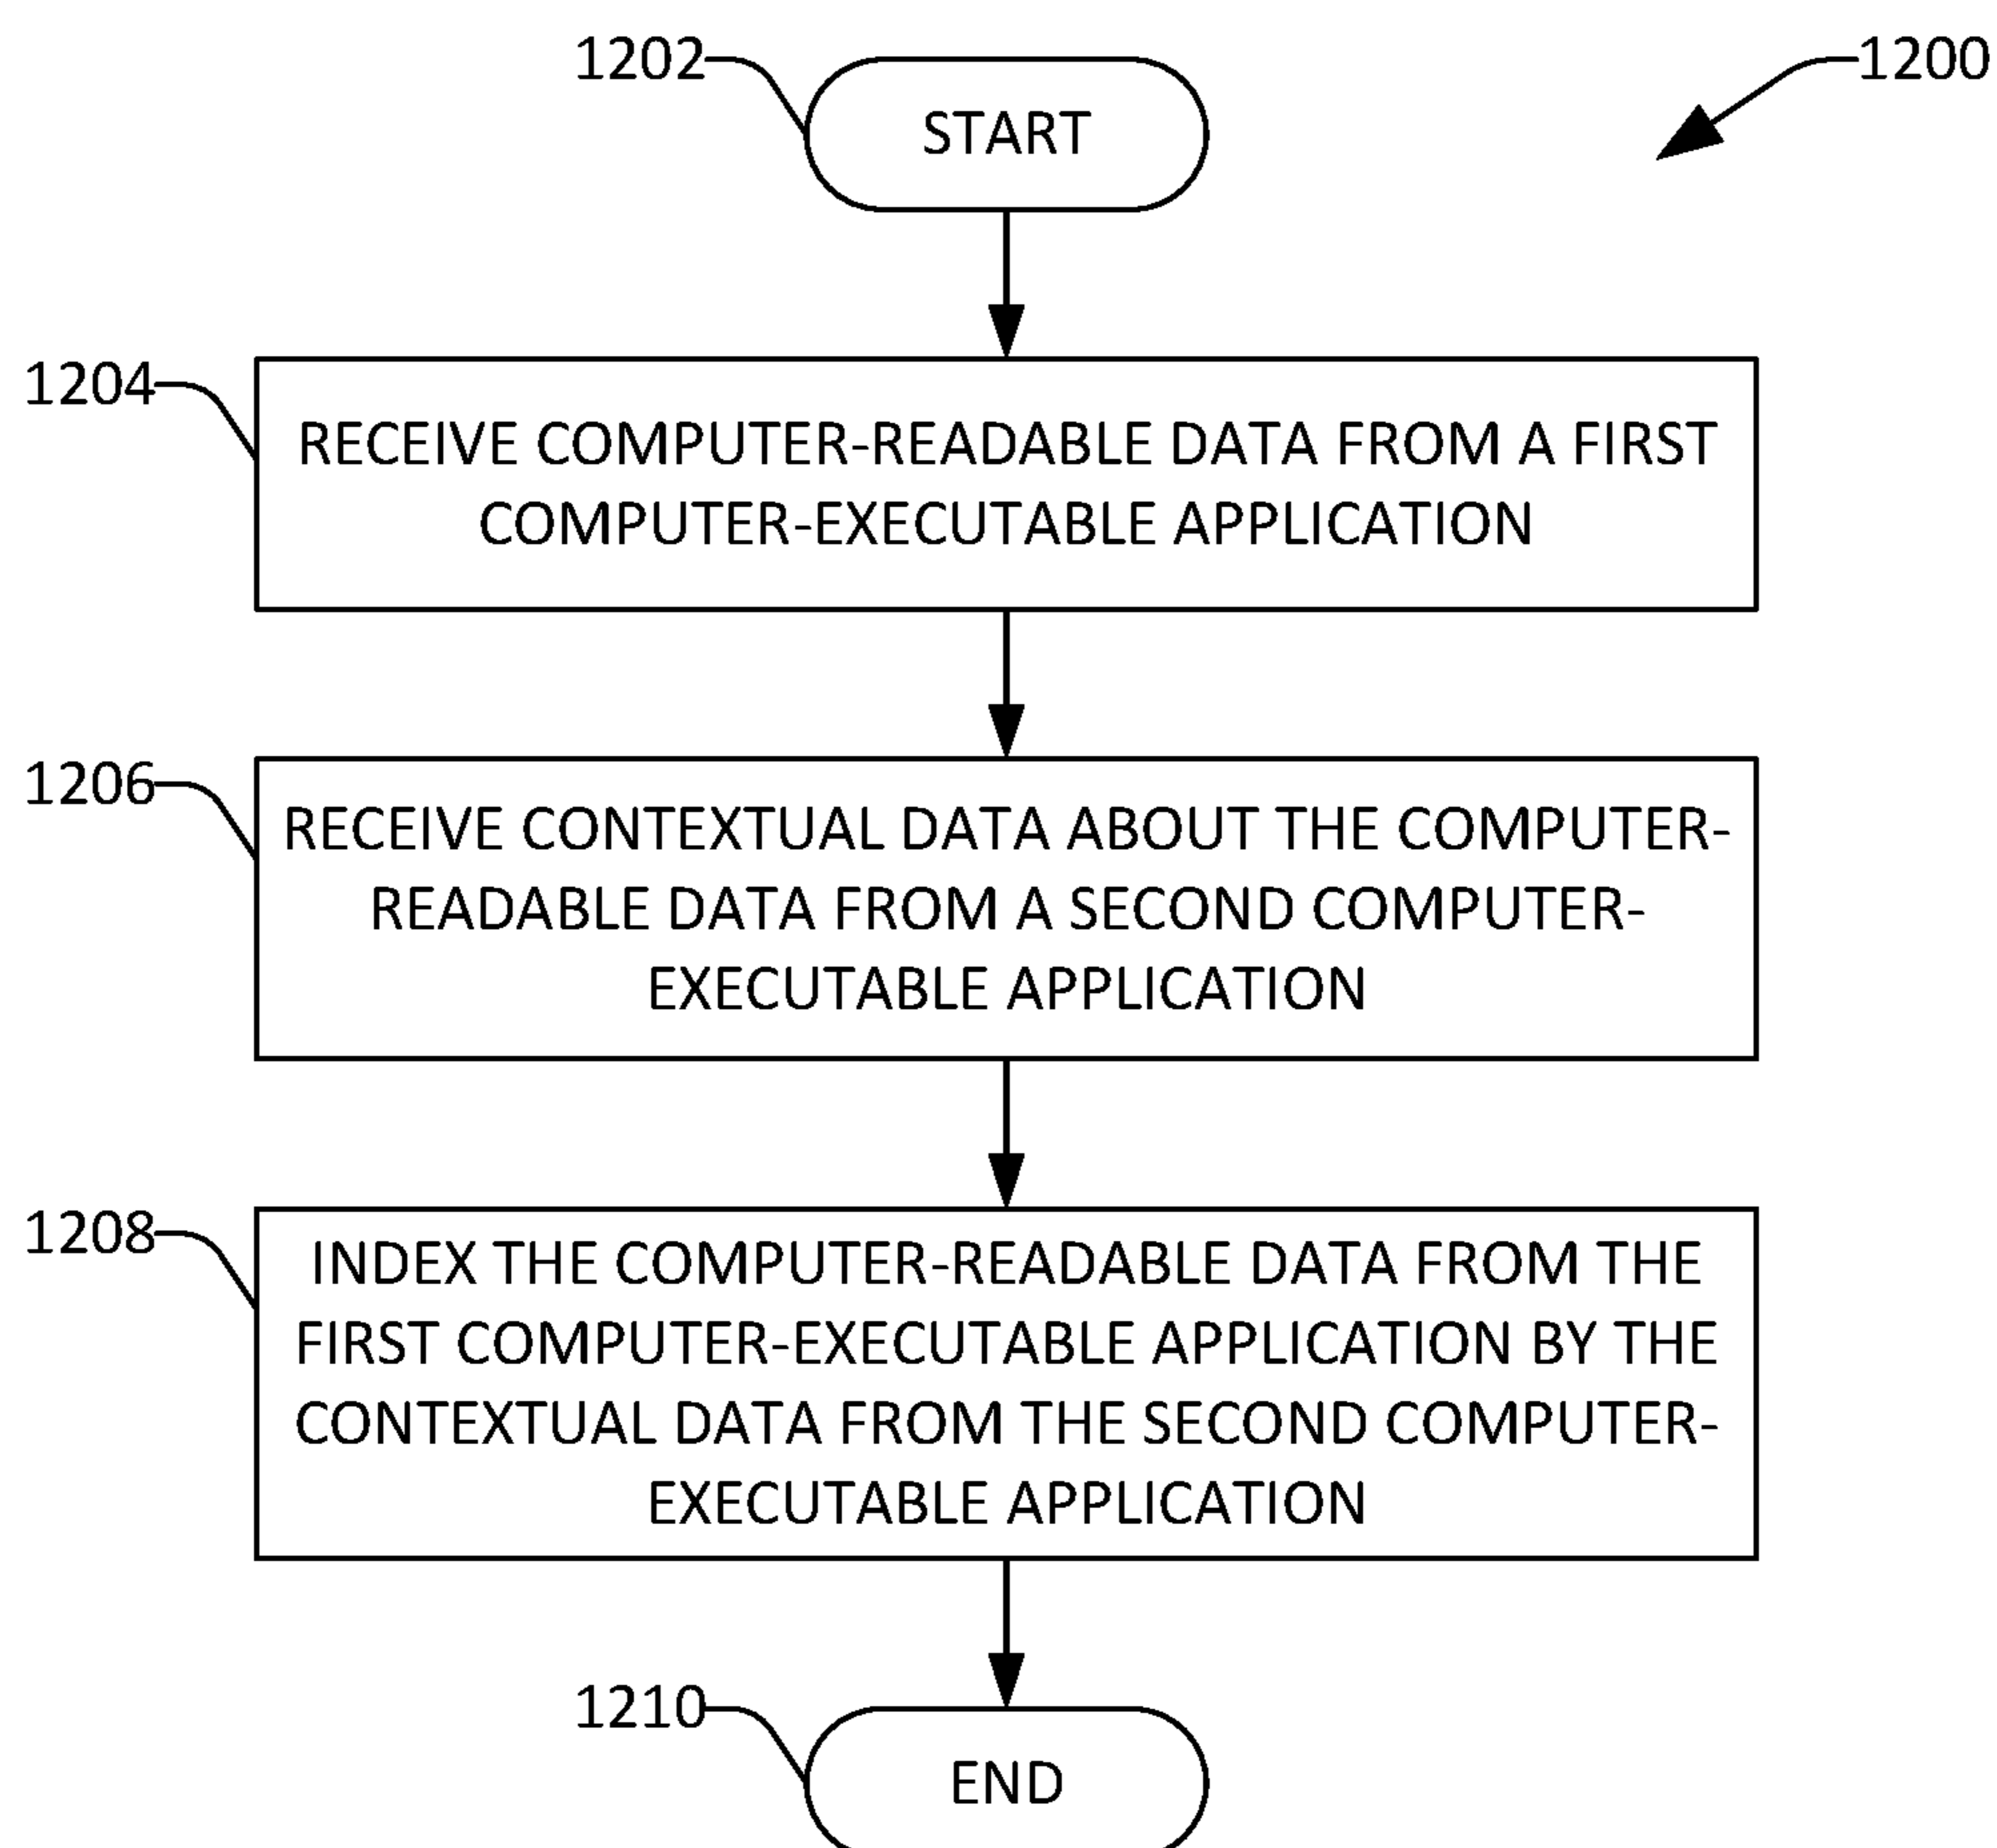 1202
START
1200
1204
RECEIVE COMPUTER-READABLE DATA FROM A FIRST
COMPUTER-EXECUTABLE APPLICATION
1206
RECEIVE CONTEXTUAL DATA ABOUT THE COMPUTER-
READABLE DATA FROM A SECOND COMPUTER-
EXECUTABLE APPLICATION
1208
INDEX THE COMPUTER-READABLE DATA FROM THE
FIRST COMPUTER-EXECUTABLE APPLICATION BY THE
CONTEXTUAL DATA FROM THE SECOND COMPUTER-
EXECUTABLE APPLICATION
1210
END